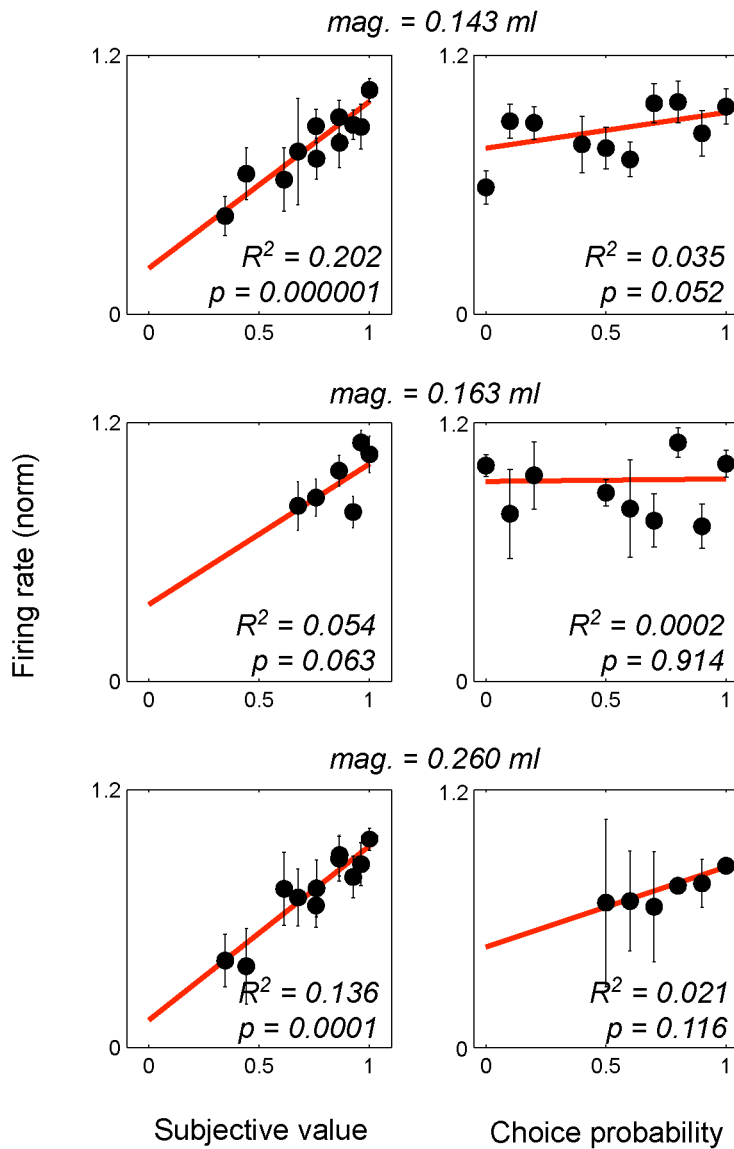 mag. = 0.143 ml
1.2
0
0 0.5 1
R² = 0.202
p = 0.000001
0 0.5 1
R² = 0.035
p = 0.052
mag. = 0.163 ml
1.2
0
0 0.5 1
R² = 0.054
p = 0.063
1.2
0
0 0.5 1
R² = 0.0002
p = 0.914
mag. = 0.260 ml
1.2
0
0 0.5 1
R² = 0.136
p = 0.0001
1.2
0
0 0.5 1
R² = 0.021
p = 0.116
1.2
0
Firing rate (norm)
Subjective value
Choice probability